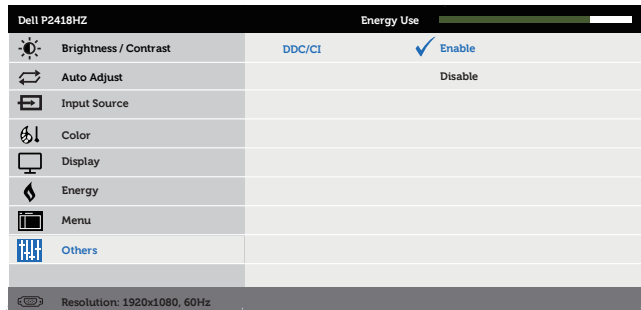 Dell P2418HZ Energy Use
Brightness / Contrast DDC/CI Enable
Auto Adjust Disable
Input Source
Color
Display
Energy
Menu
Others
Resolution: 1920x1080, 60Hz